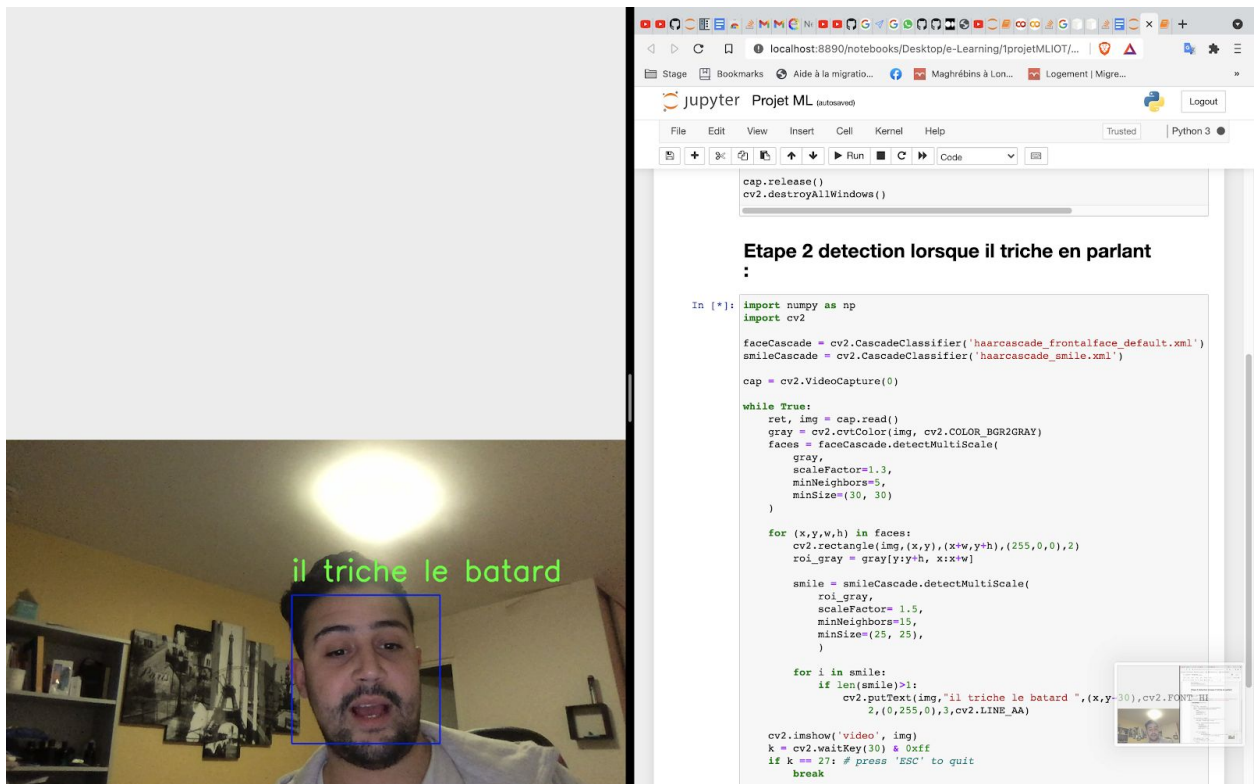 localhost:8890/notebooks/Desktop/e-Learning/1projetMLIOT/...
Stage Bookmarks Aide à la migratio... Maghrébins à Lon... Logement | Migre... »
jupyter Projet ML (autosaved) Logout
File Edit View Insert Cell Kernel Help Trusted Python 3
Run Code
cap.release()
cv2.destroyAllWindows()
Etape 2 detection lorsque il triche en parlant
:
In [*]: import numpy as np
import cv2
faceCascade = cv2.CascadeClassifier('haarcascade_frontalface_default.xml')
smileCascade = cv2.CascadeClassifier('haarcascade_smile.xml')
cap = cv2.VideoCapture(0)
while True:
ret, img = cap.read()
gray = cv2.cvtColor(img, cv2.COLOR_BGR2GRAY)
faces = faceCascade.detectMultiScale(
gray,
scaleFactor=1.3,
minNeighbors=5,
minSize=(30, 30)
)
for (x,y,w,h) in faces:
cv2.rectangle(img,(x,y),(x+w,y+h),(255,0,0),2)
roi_gray = gray[y:y+h, x:x+w]
smile = smileCascade.detectMultiScale(
roi_gray,
scaleFactor= 1.5,
minNeighbors=15,
minSize=(25, 25),
)
for i in smile:
if len(smile)>1:
cv2.putText(img,"il triche le batard ",(x,y-30),cv2.FONT_HE
2,(0,255,0),3,cv2.LINE_AA)
cv2.imshow('video', img)
k = cv2.waitKey(30) & 0xff
if k == 27: # press 'ESC' to quit
break
il triche le batard